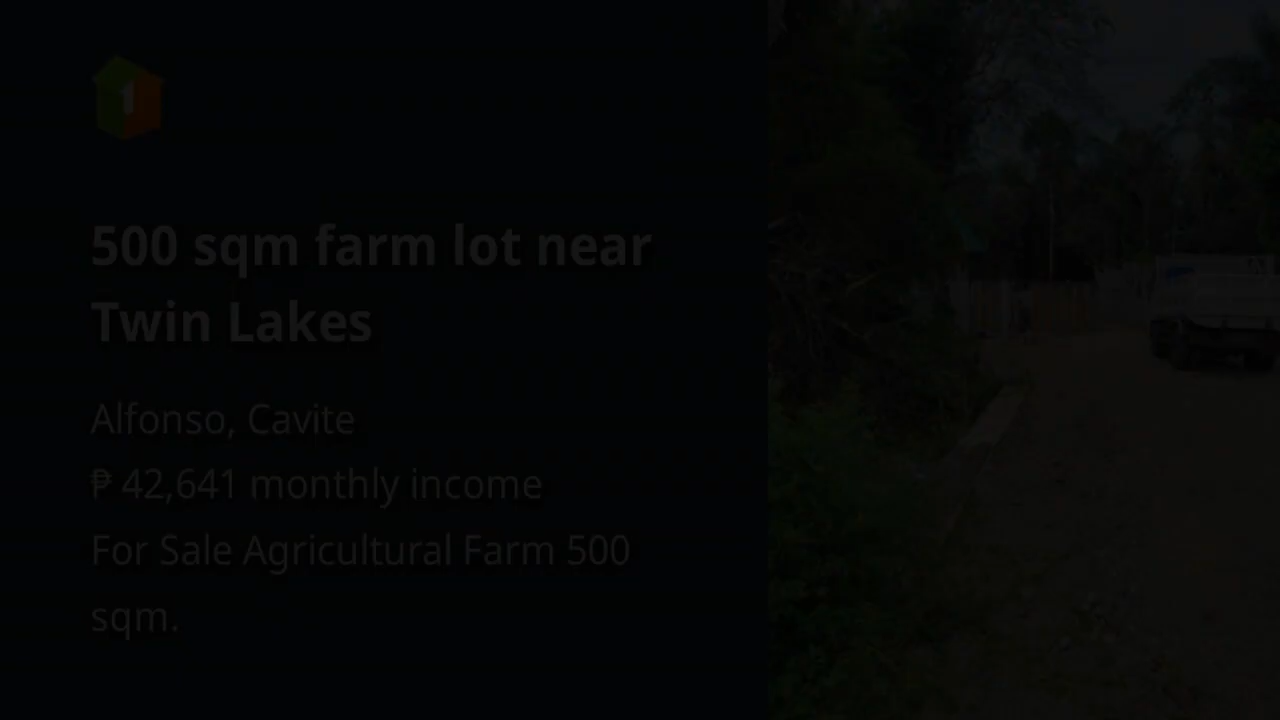 500 sqm farm lot near
Twin Lakes
Alfonso, Cavite
₱ 42,641 monthly income
For Sale Agricultural Farm 500
sqm.